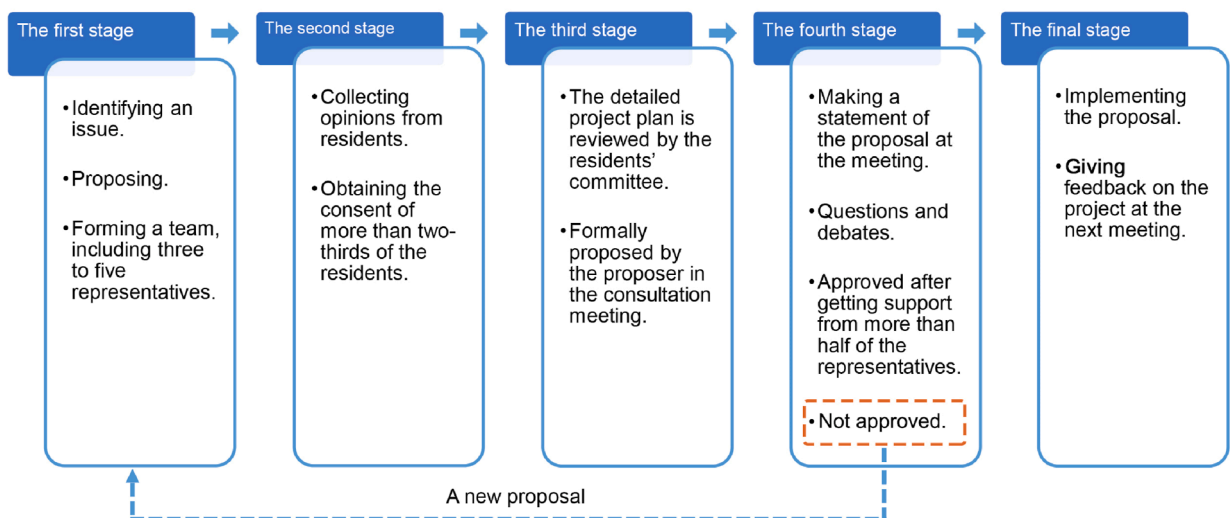 The first stage
•Identifying an
issue.
•Proposing.
•Forming a team,
including three
to five
representatives.
The second stage
•Collecting
opinions from
residents.
•Obtaining the
consent of
more than two-
thirds of the
residents.
The third stage
•The detailed
project plan is
reviewed by the
residents’
committee.
•Formally
proposed by
the proposer in
the consultation
meeting.
The fourth stage
•Making a
statement of
the proposal at
the meeting.
•Questions and
debates.
•Approved after
getting support
from more than
half of the
representatives.
•Not approved.
The final stage
•Implementing
the proposal.
•Giving
feedback on the
project at the
next meeting.
A new proposal